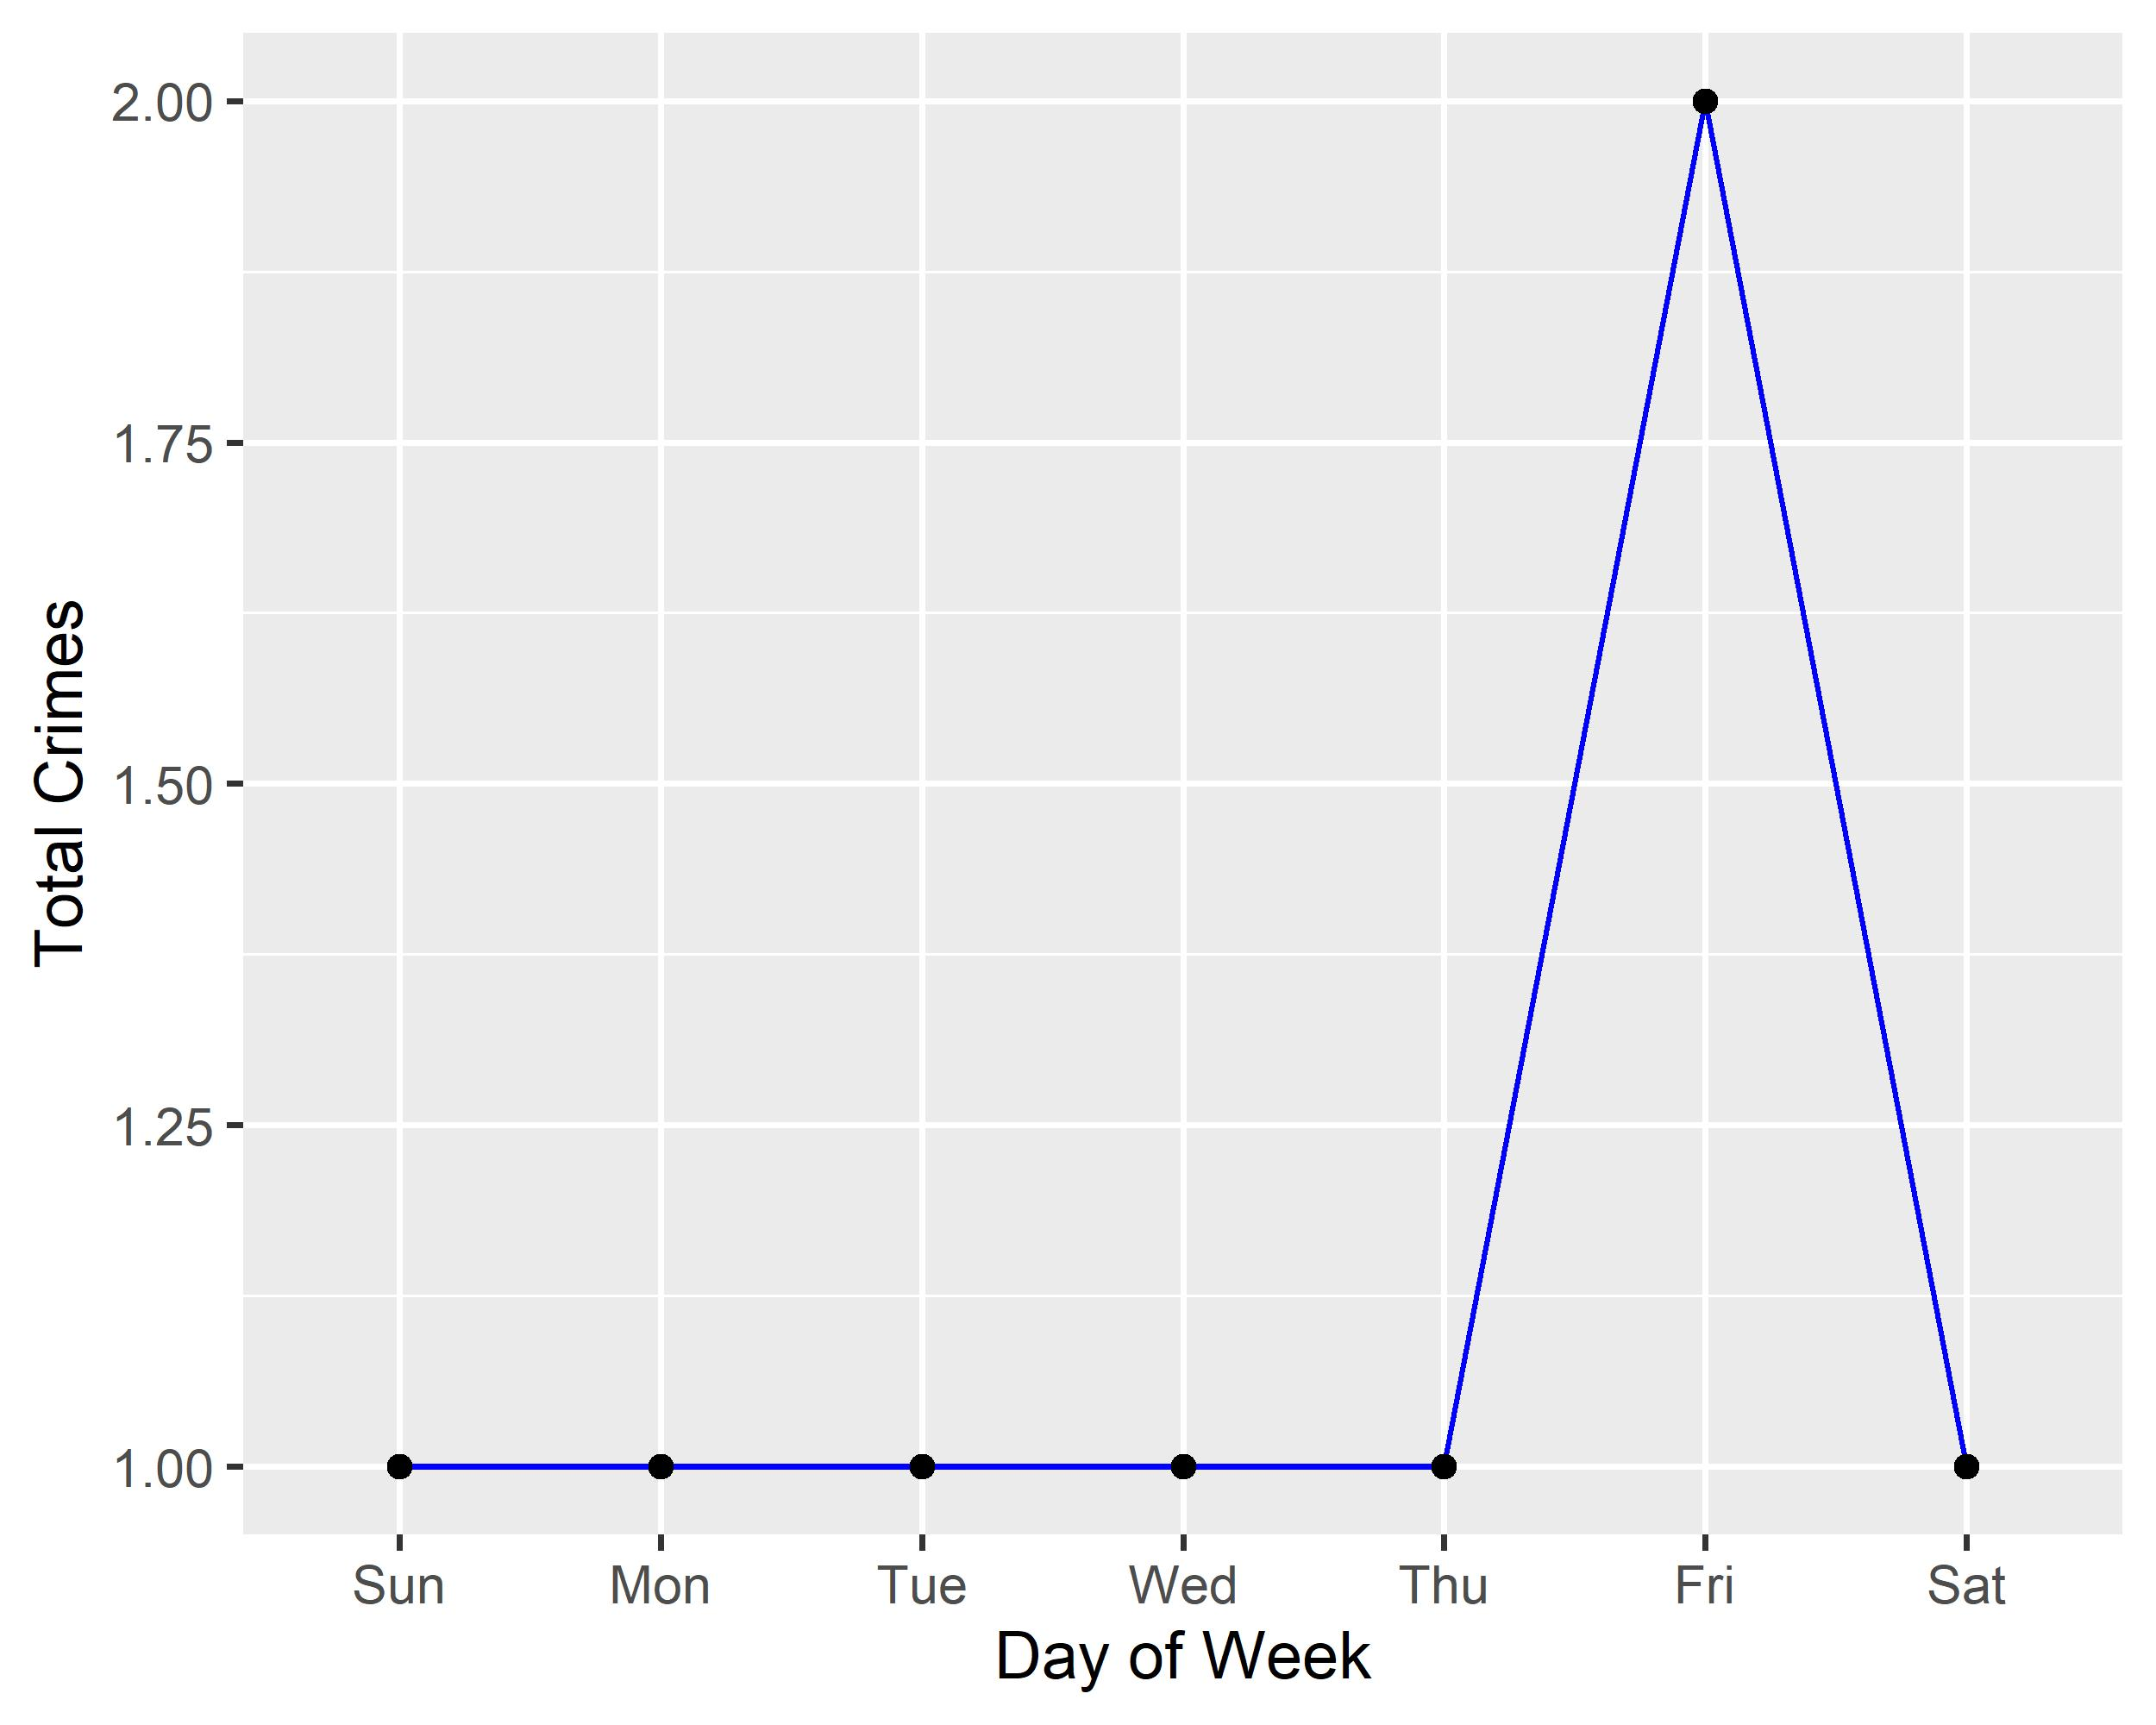 Total Crimes
2.00
1.75
1.50
1.25
1.00
Sun Mon Tue Wed Thu Fri Sat
Day of Week